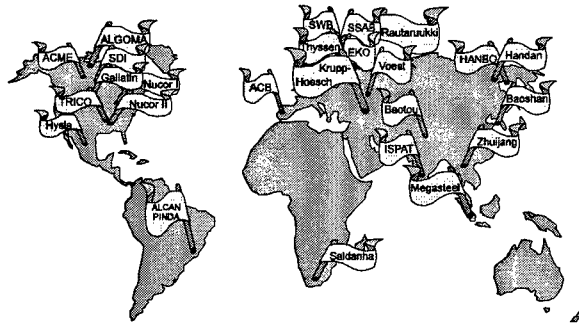 ALGOMA
ACME
SDI
Gallatin
Nucor
TRICO
Nucor II
Hylsa
ALCAN
PINDA
SWB
SSAB
Rautaruukki
Thyssen
EKO
Voest
Krupp-
Hoesch
ACB
HANBO
Handan
Baotou
Baoshan
ISPAT
Zhuijang
Megasteel
Saldanha